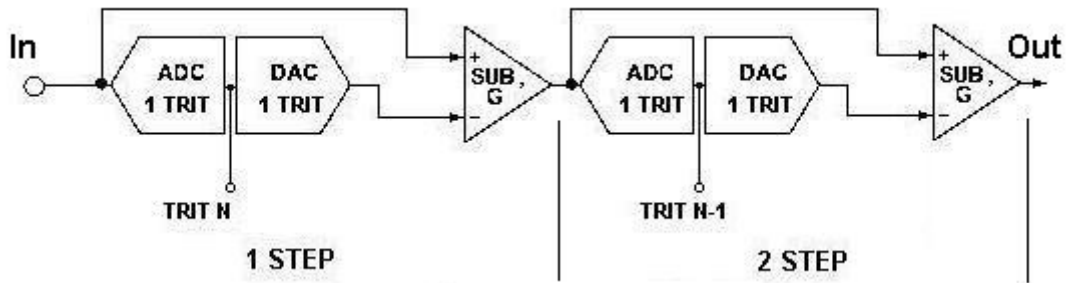 In
ADC
1 TRIT
DAC
1 TRIT
+
SUB,
G
−
ADC
1 TRIT
DAC
1 TRIT
+
SUB,
G
−
Out
TRIT N
TRIT N-1
1 STEP
2 STEP